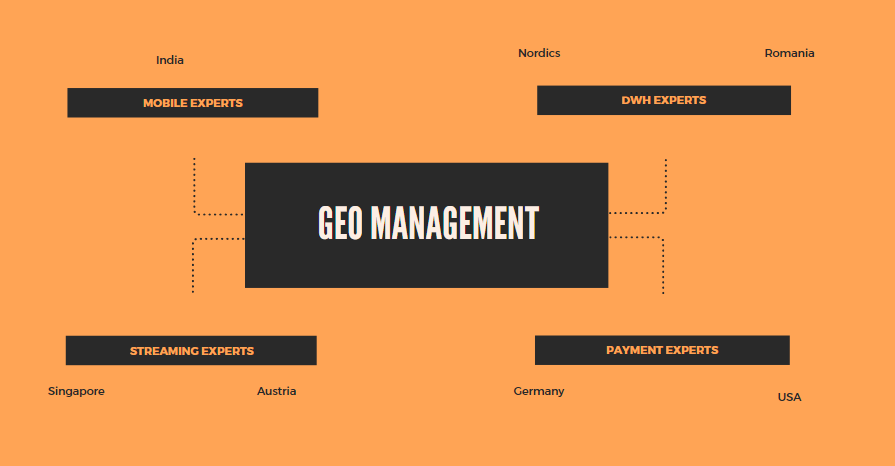 India
Nordics
Romania
MOBILE EXPERTS
DWH EXPERTS
GEO MANAGEMENT
STREAMING EXPERTS
PAYMENT EXPERTS
Singapore
Austria
Germany
USA